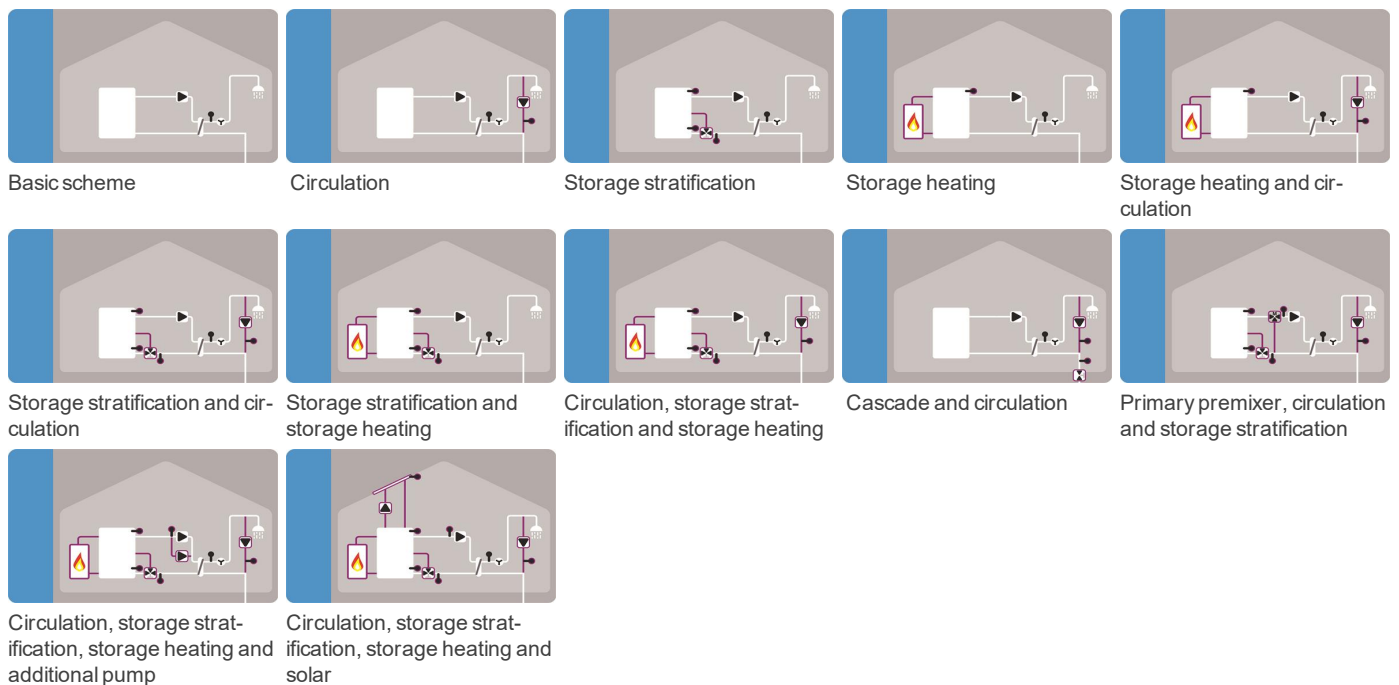 Basic scheme
Circulation
Storage stratification
Storage heating
Storage heating and cir-
culation
Storage stratification and cir-
culation
Storage stratification and
storage heating
Circulation, storage strat-
ification and storage heating
Cascade and circulation
Primary premixer, circulation
and storage stratification
Circulation, storage strat-
ification, storage heating and
additional pump
Circulation, storage strat-
ification, storage heating and
solar